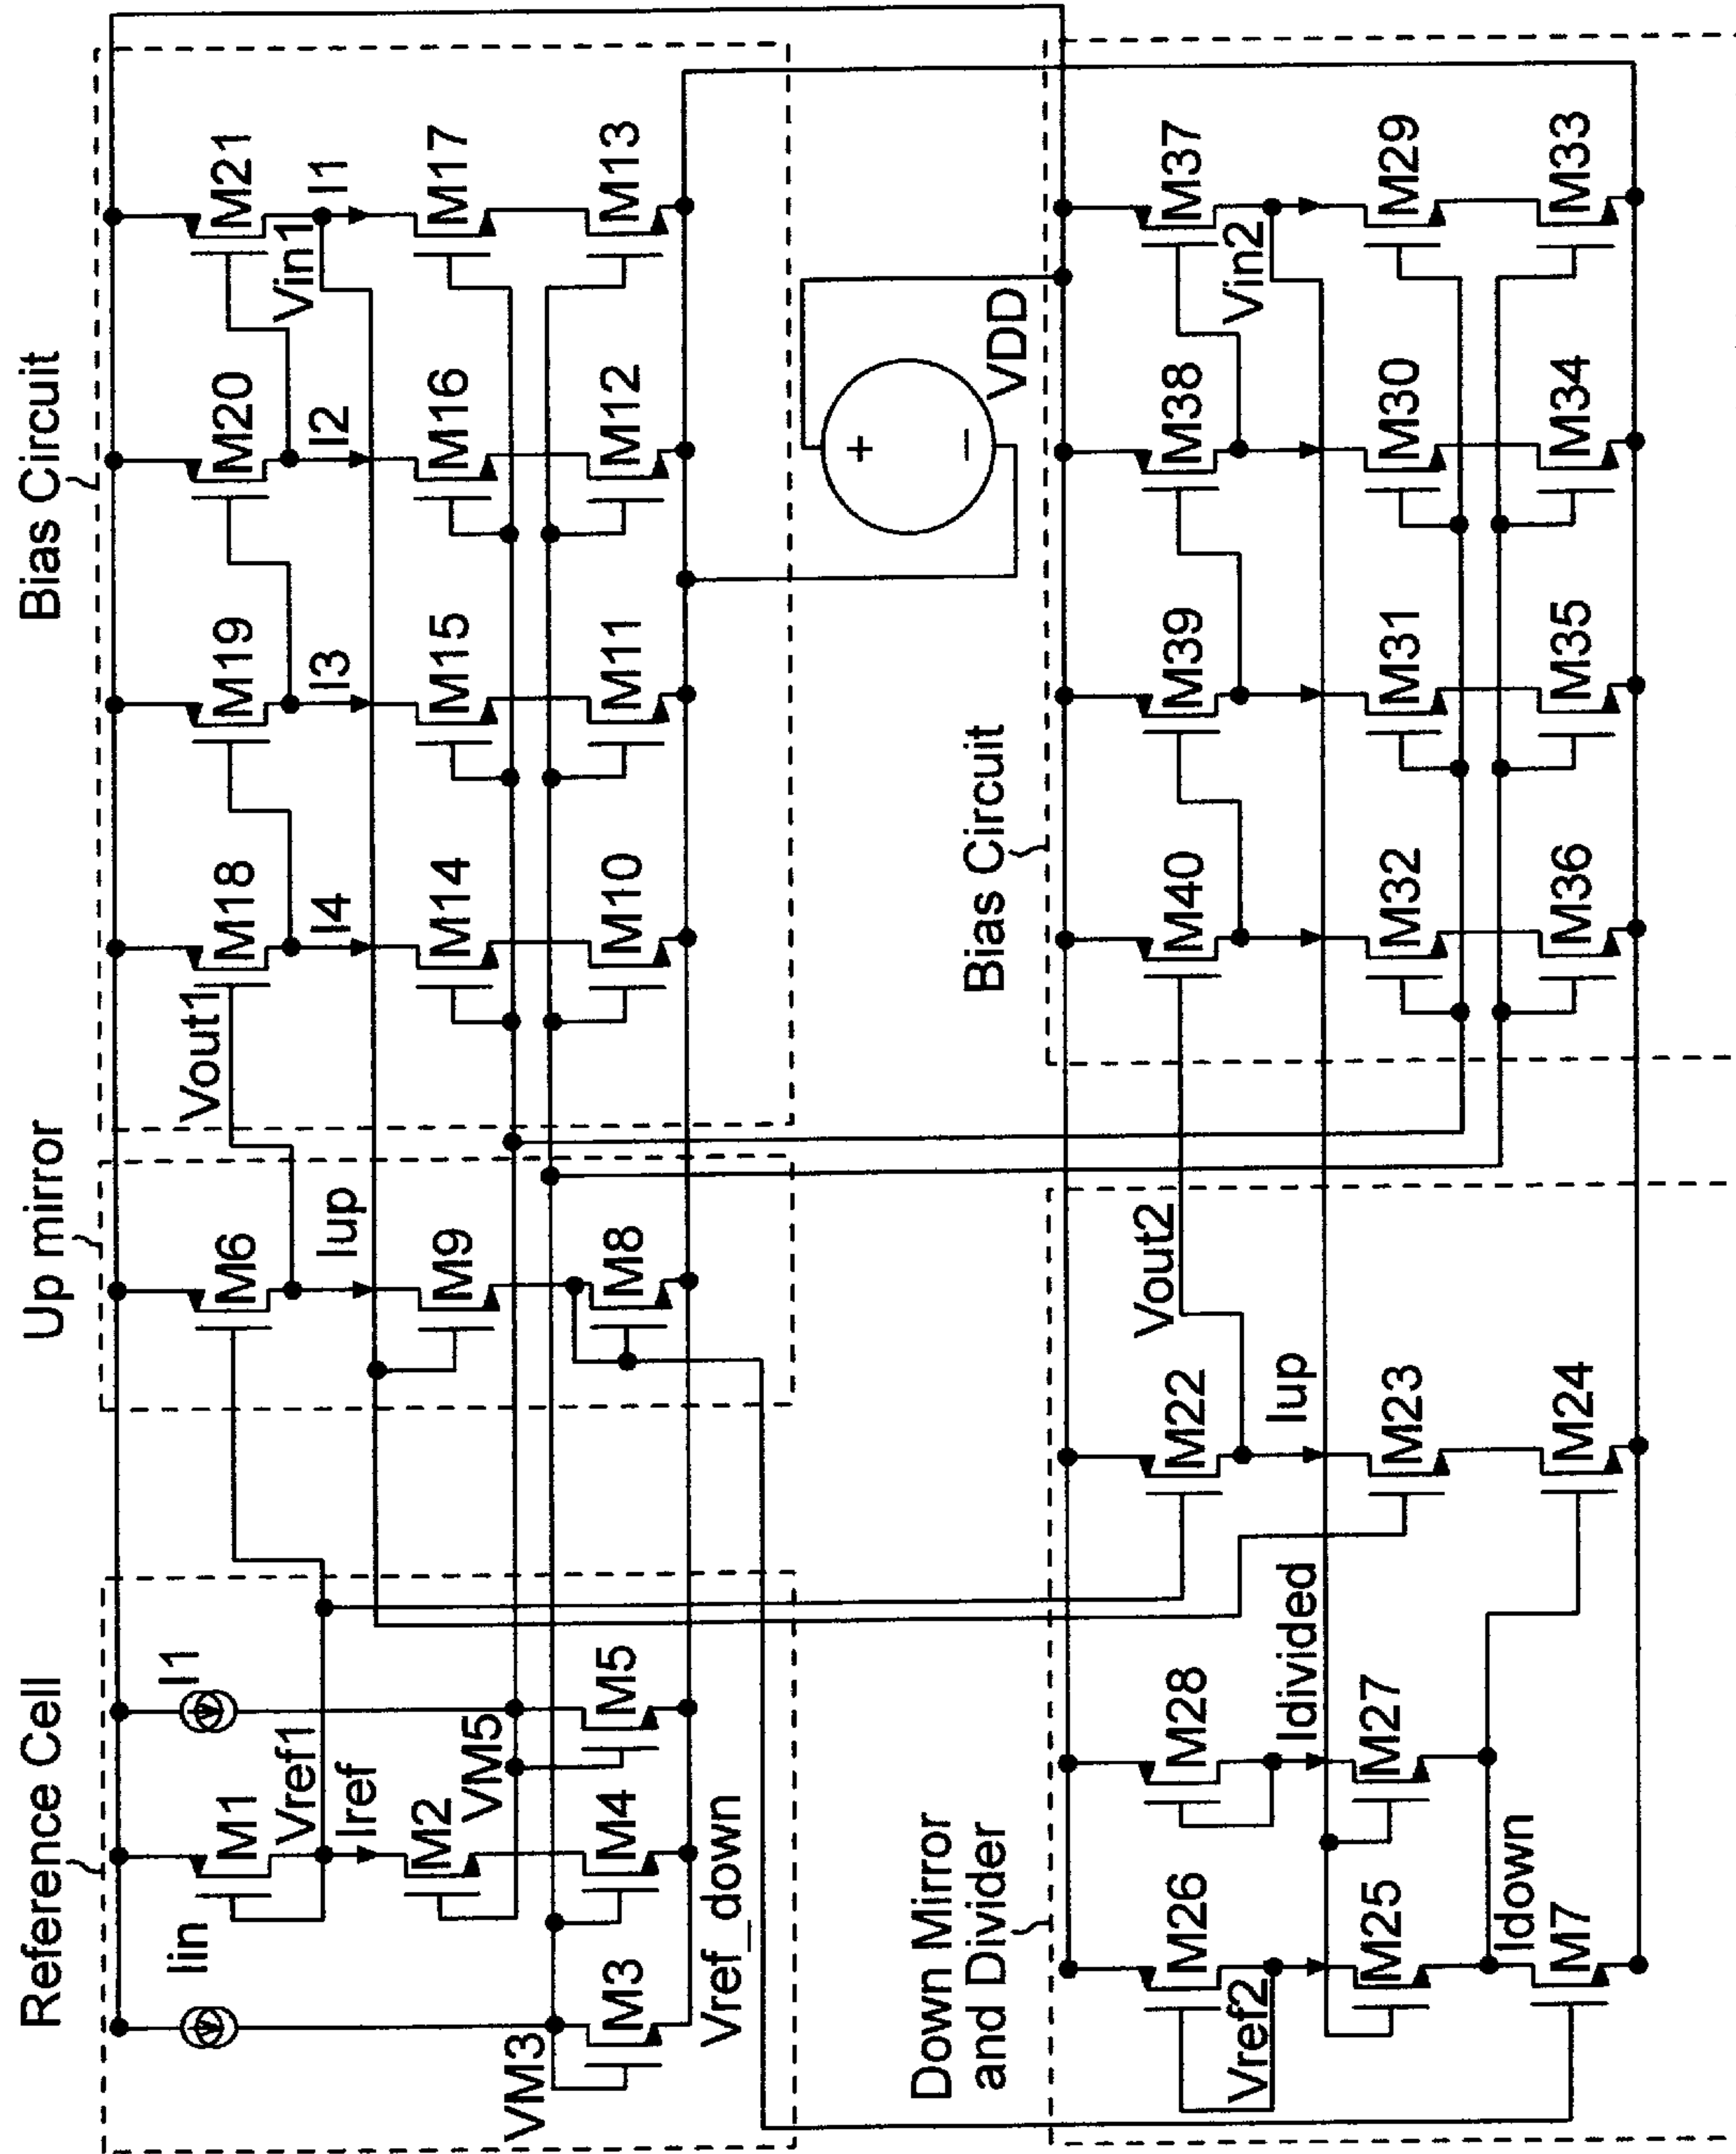 Reference Cell
Up mirror
Bias Circuit
Iin
M1
Vref1
Iref
I1
M2
VM5
M5
M4
M3
VM3
Vref_down
M6
Iup
M9
M8
Vout1
M18
M19
M20
M21
I4
I3
I2
Vin1
I1
M14
M15
M16
M17
M10
M11
M12
M13
+
−
VDD
Down Mirror
and Divider
Bias Circuit
M26
M28
M22
Vout2
M40
M39
M38
M37
Vref2
Idivided
Iup
Vin2
M25
M27
M23
M32
M31
M30
M29
Idown
M7
M24
M36
M35
M34
M33